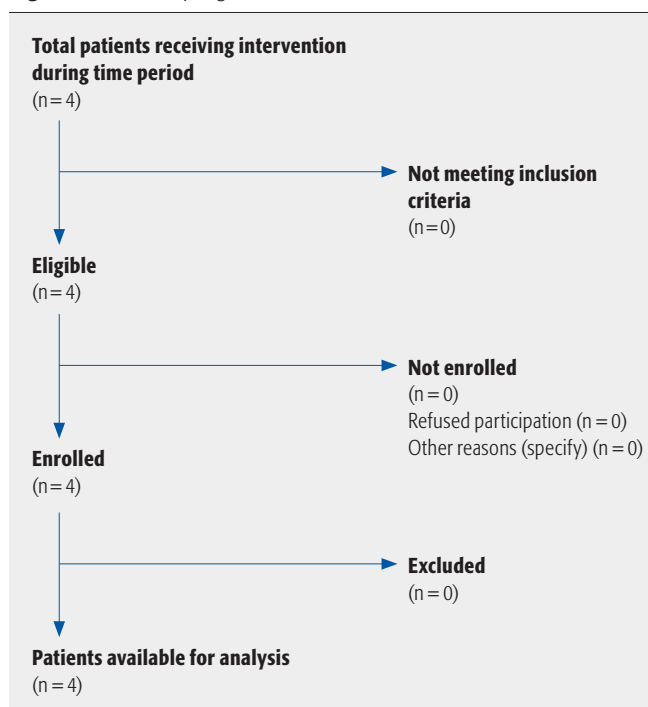 Total patients receiving intervention
during time period
(n = 4)
Not meeting inclusion
criteria
(n = 0)
Eligible
(n = 4)
Not enrolled
(n = 0)
Refused participation (n = 0)
Other reasons (specify) (n = 0)
Enrolled
(n = 4)
Excluded
(n = 0)
Patients available for analysis
(n = 4)